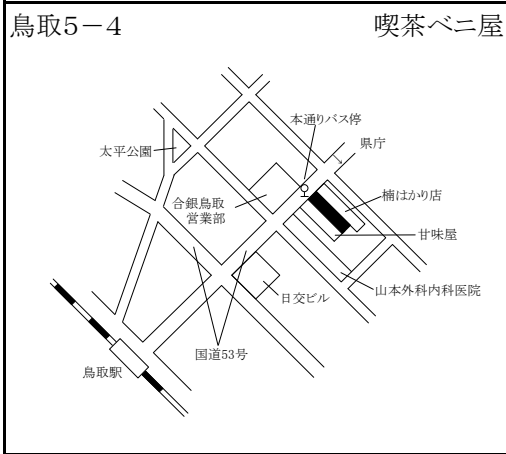 鳥取5－4
喫茶ベニ屋
本通りバス停
県庁
太平公園
楠はかり店
合銀鳥取
営業部
甘味屋
山本外科内科医院
日交ビル
国道53号
鳥取駅